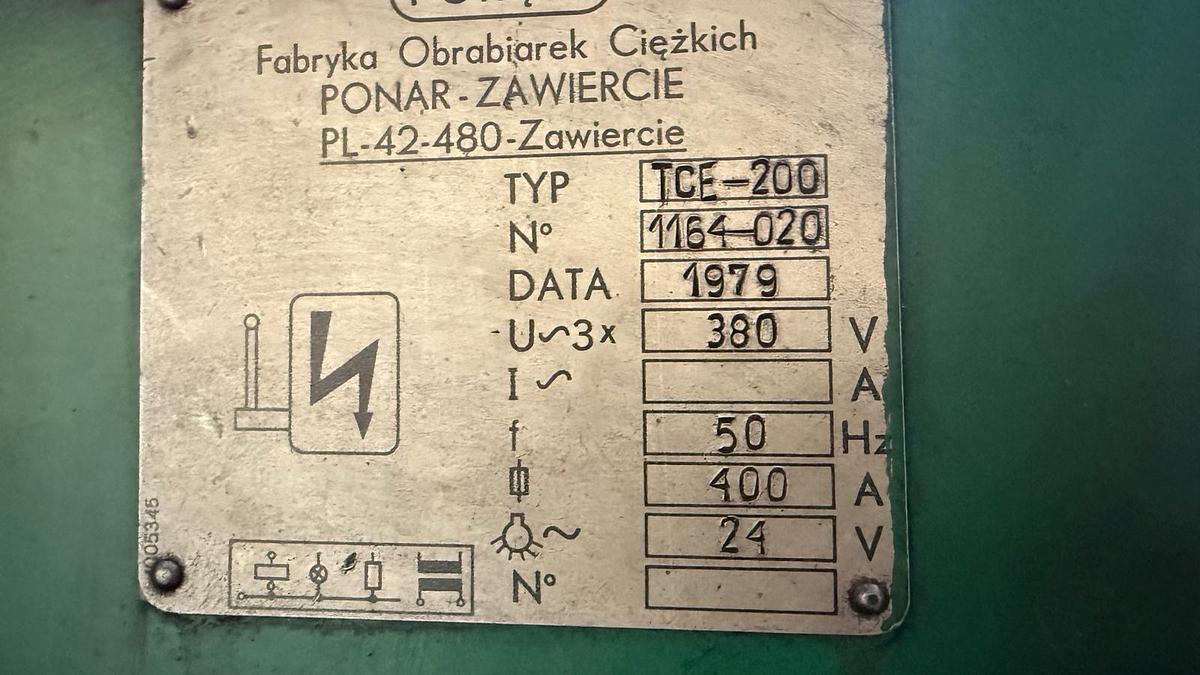 Fabryka Obrabiarek Ciężkich
PONAR-ZAWIERCIE
PL-42-480-Zawiercie
TYP TCE-200
N° 1164-020
DATA 1979
U~3x 380 V
I ~ A
f 50 Hz
400 A
~ 24 V
N°
005345